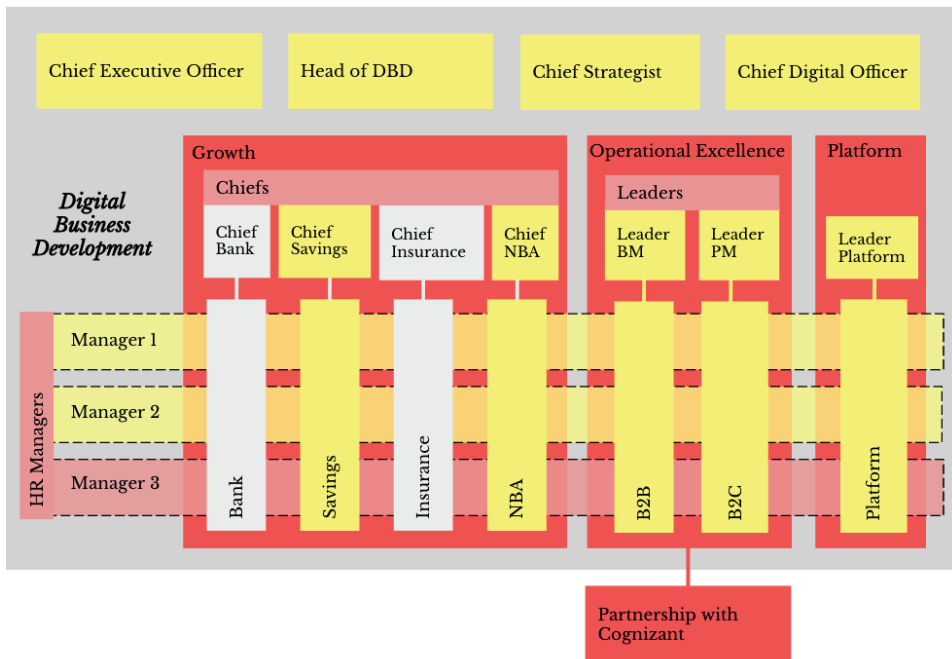 Chief Executive Officer
Head of DBD
Chief Strategist
Chief Digital Officer
Digital
Business
Development
Growth
Chiefs
Chief
Bank
Chief
Savings
Chief
Insurance
Chief
NBA
Operational Excellence
Leaders
Leader
BM
Leader
PM
Platform
Leader
Platform
HR Managers
Manager 1
Manager 2
Manager 3
Bank
Savings
Insurance
NBA
B2B
B2C
Platform
Partnership with
Cognizant